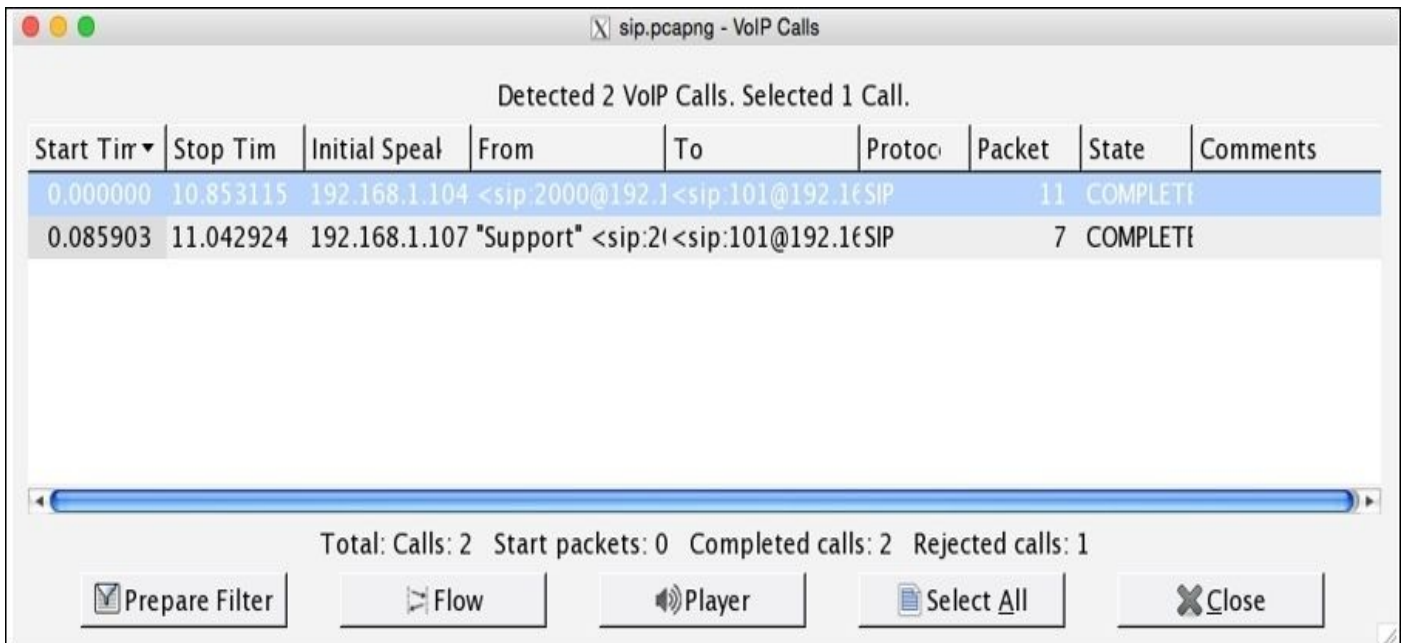 sip.pcapng - VoIP Calls
Detected 2 VoIP Calls. Selected 1 Call.
Start Tim Stop Tim Initial Speak From To Protoco Packet State Comments
0.000000 10.853115 192.168.1.104 <sip:2000@192.1 <sip:101@192.16 SIP 11 COMPLETE
0.085903 11.042924 192.168.1.107 "Support" <sip:20 <sip:101@192.16 SIP 7 COMPLETE
Total: Calls: 2 Start packets: 0 Completed calls: 2 Rejected calls: 1
Prepare Filter Flow Player Select All Close